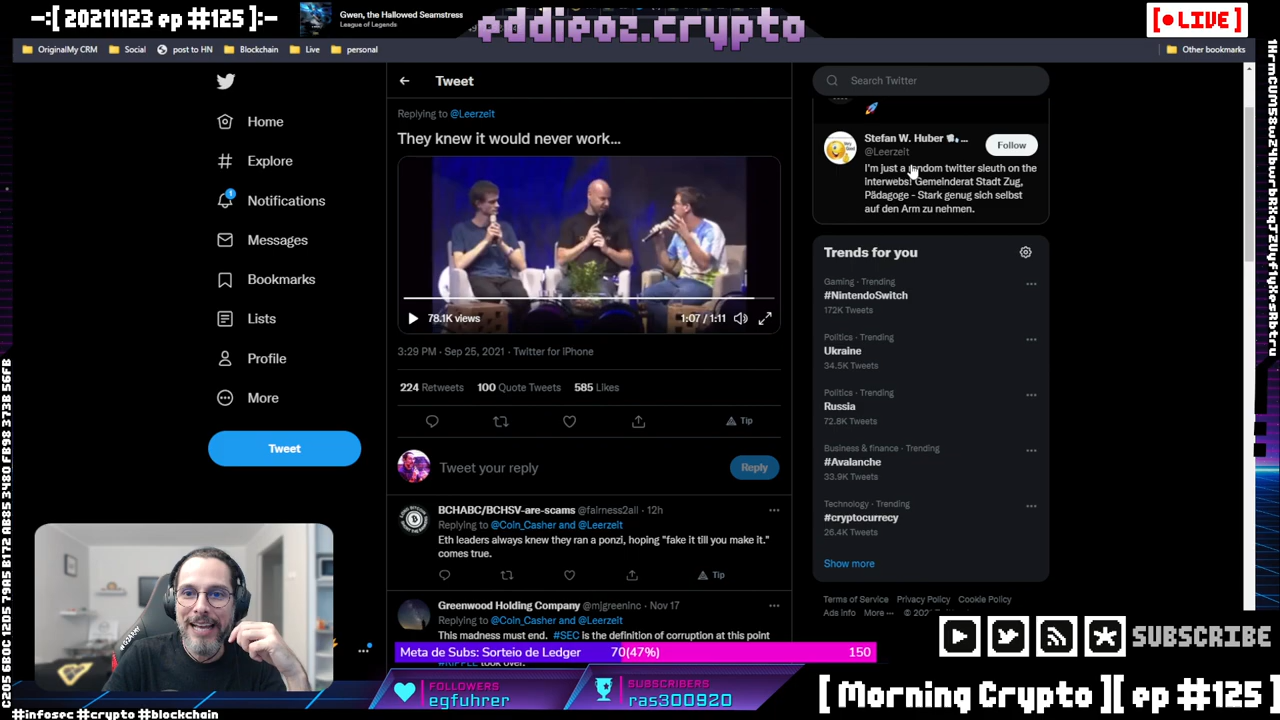 -:[ 20211123 ep #125 ]:-
Gwen, the Hallowed Seamstress
League of Legends
eddieoz.crypto
[● LIVE]
OriginalMy CRM
Social
post to HN
Blockchain
Live
personal
Other bookmarks
Home
Explore
1
Notifications
Messages
Bookmarks
Lists
Profile
More
Tweet
Tweet
Replying to @Leerzeit
They knew it would never work...
78.1K views
1:07 / 1:11
3:29 PM · Sep 25, 2021 · Twitter for iPhone
224 Retweets 100 Quote Tweets 585 Likes
Tip
Tweet your reply
Reply
BCHABC/BCHSV-are-scams @fairness2all · 12h
Replying to @Coin_Casher and @Leerzeit
Eth leaders always knew they ran a ponzi, hoping "fake it till you make it."
comes true.
Tip
Greenwood Holding Company @mjgreenInc · Nov 17
Replying to @Coin_Casher and @Leerzeit
This madness must end. #SEC is the definition of corruption at this point
#RIPPLE took over.
Search Twitter
Stefan W. Huber
@Leerzeit
Follow
I'm just a random twitter sleuth on the
interwebs! Gemeinderat Stadt Zug,
Pädagoge - Stark genug sich selbst
auf den Arm zu nehmen.
Trends for you
Gaming · Trending
#NintendoSwitch
172K Tweets
Politics · Trending
Ukraine
34.5K Tweets
Politics · Trending
Russia
72.8K Tweets
Business & finance · Trending
#Avalanche
33.9K Tweets
Technology · Trending
#cryptocurrecy
26.4K Tweets
Show more
Terms of Service Privacy Policy Cookie Policy
Ads info More ···
SUBSCRIBE
Meta de Subs: Sorteio de Ledger 70(47%) 150
FOLLOWERS
egfuhrer
SUBSCRIBERS
ras300920
[ Morning Crypto ][ ep #125 ]
#infosec #crypto #blockchain